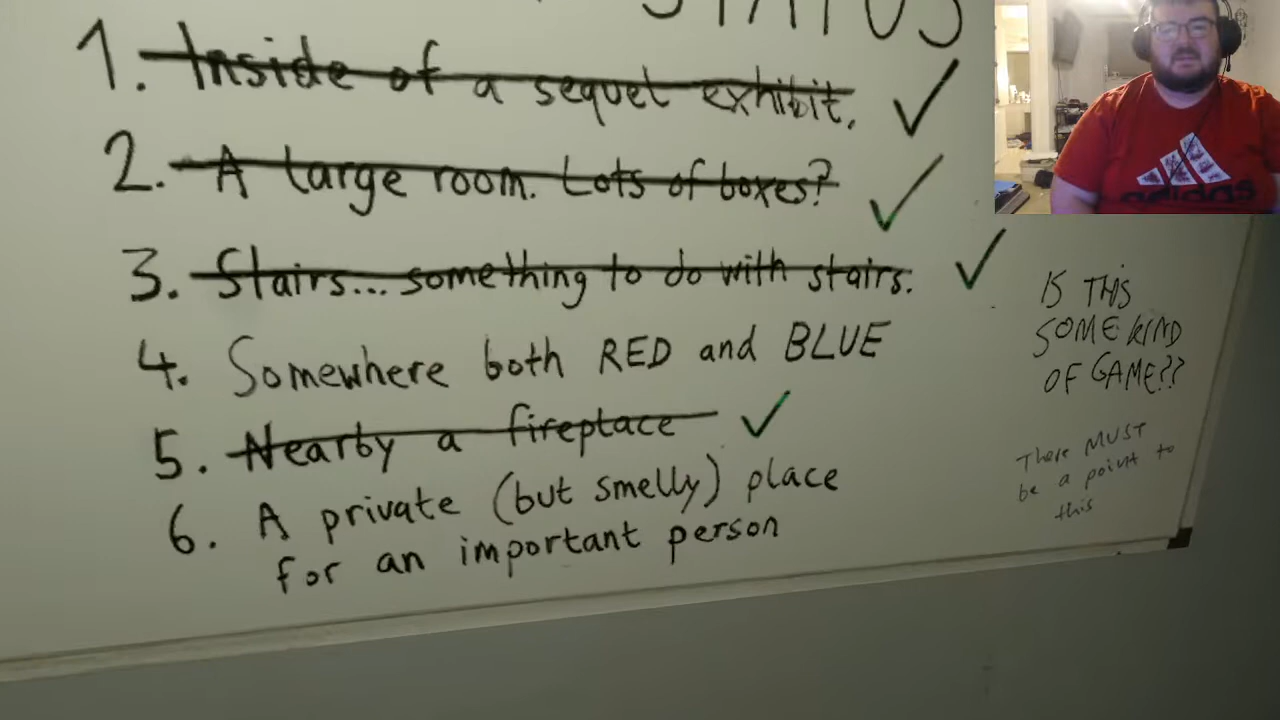 STATUS
1. Inside of a sequel exhibit. ✓
2. A large room. Lots of boxes? ✓
3. Stairs... something to do with stairs. ✓
4. Somewhere both RED and BLUE
5. Nearby a fireplace ✓
6. A private (but smelly) place
for an important person
IS THIS
SOME KIND
OF GAME??
There MUST
be a point to
this
adidas